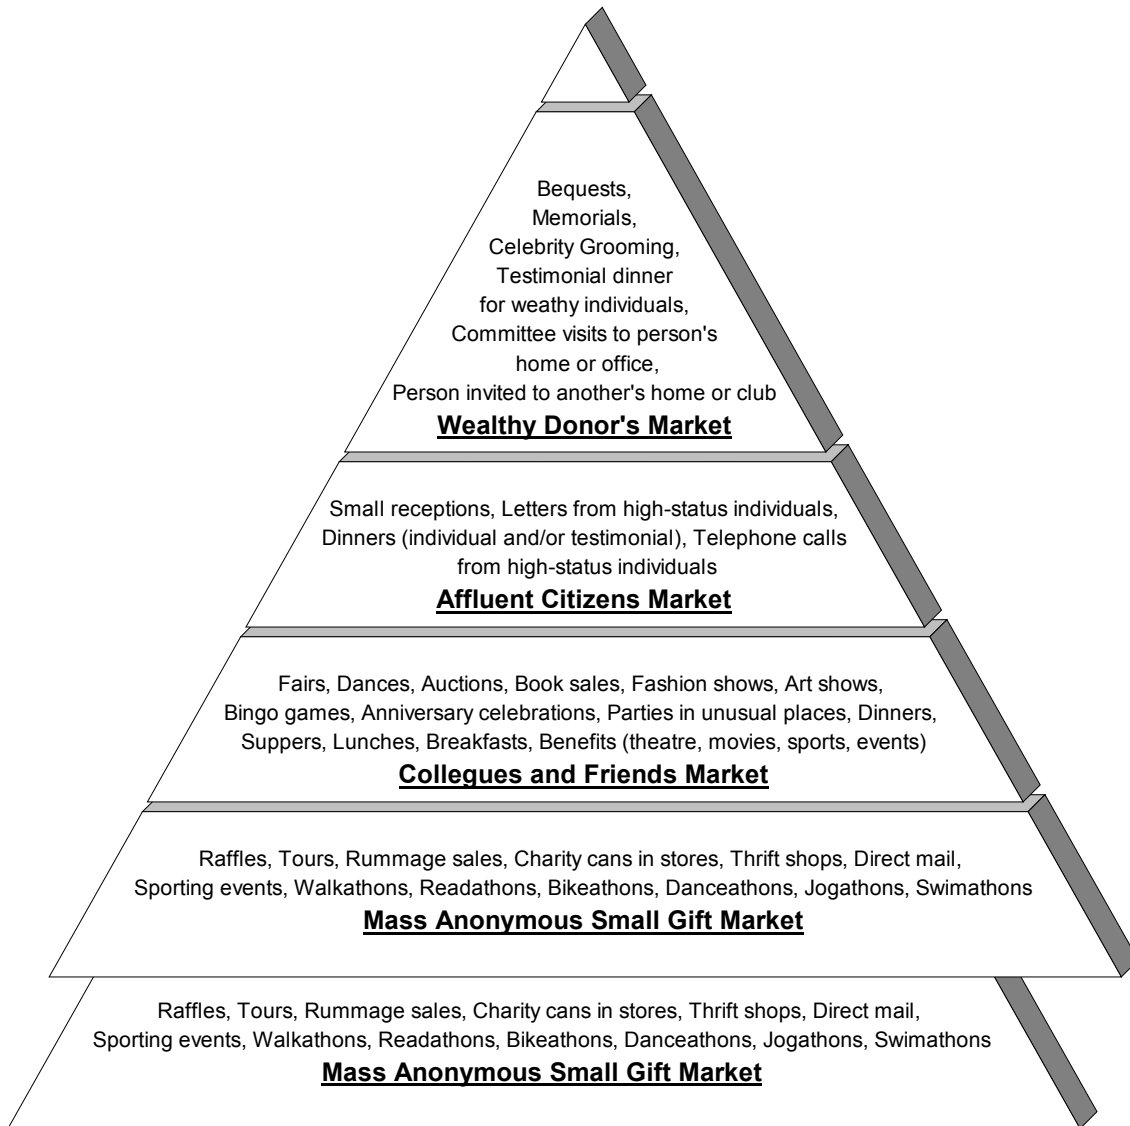 Bequests,
Memorials,
Celebrity Grooming,
Testimonial dinner
for weathy individuals,
Committee visits to person's
home or office,
Person invited to another's home or club
Wealthy Donor's Market
Small receptions, Letters from high-status individuals,
Dinners (individual and/or testimonial), Telephone calls
from high-status individuals
Affluent Citizens Market
Fairs, Dances, Auctions, Book sales, Fashion shows, Art shows,
Bingo games, Anniversary celebrations, Parties in unusual places, Dinners,
Suppers, Lunches, Breakfasts, Benefits (theatre, movies, sports, events)
Collegues and Friends Market
Raffles, Tours, Rummage sales, Charity cans in stores, Thrift shops, Direct mail,
Sporting events, Walkathons, Readathons, Bikeathons, Danceathons, Jogathons, Swimathons
Mass Anonymous Small Gift Market
Raffles, Tours, Rummage sales, Charity cans in stores, Thrift shops, Direct mail,
Sporting events, Walkathons, Readathons, Bikeathons, Danceathons, Jogathons, Swimathons
Mass Anonymous Small Gift Market